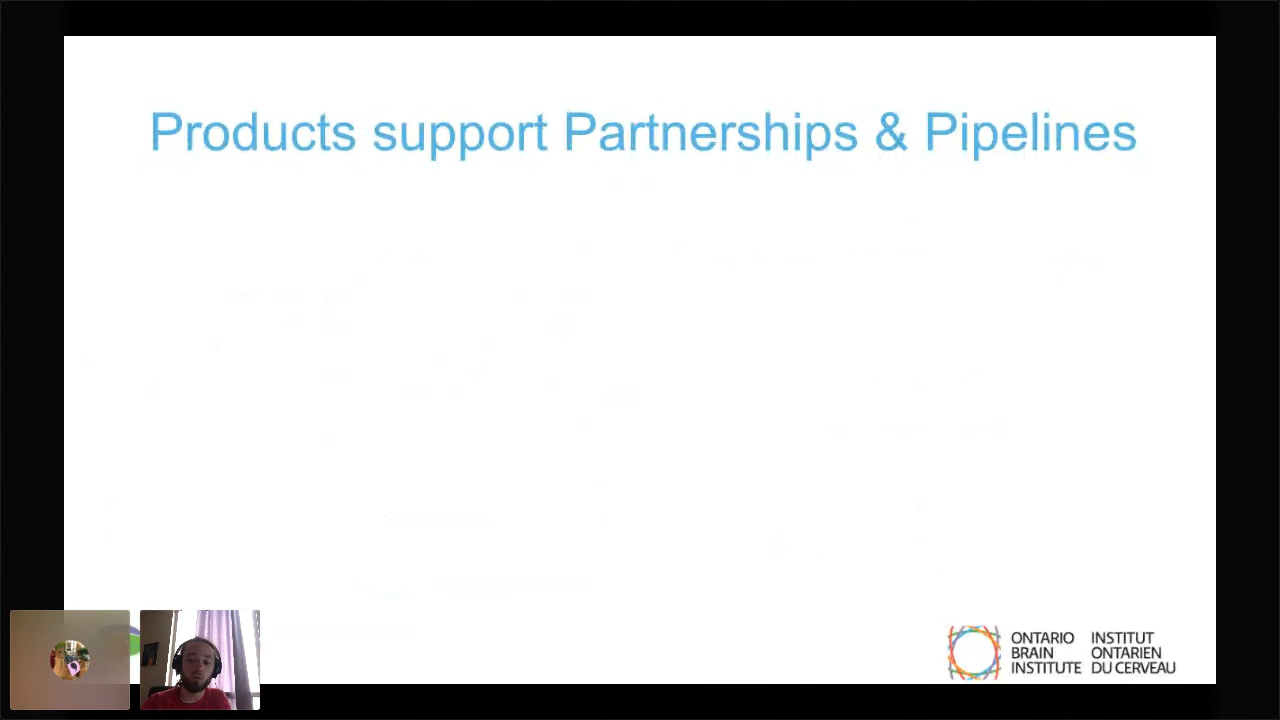 Products support Partnerships & Pipelines
ONTARIO
BRAIN
INSTITUTE
INSTITUT
ONTARIEN
DU CERVEAU